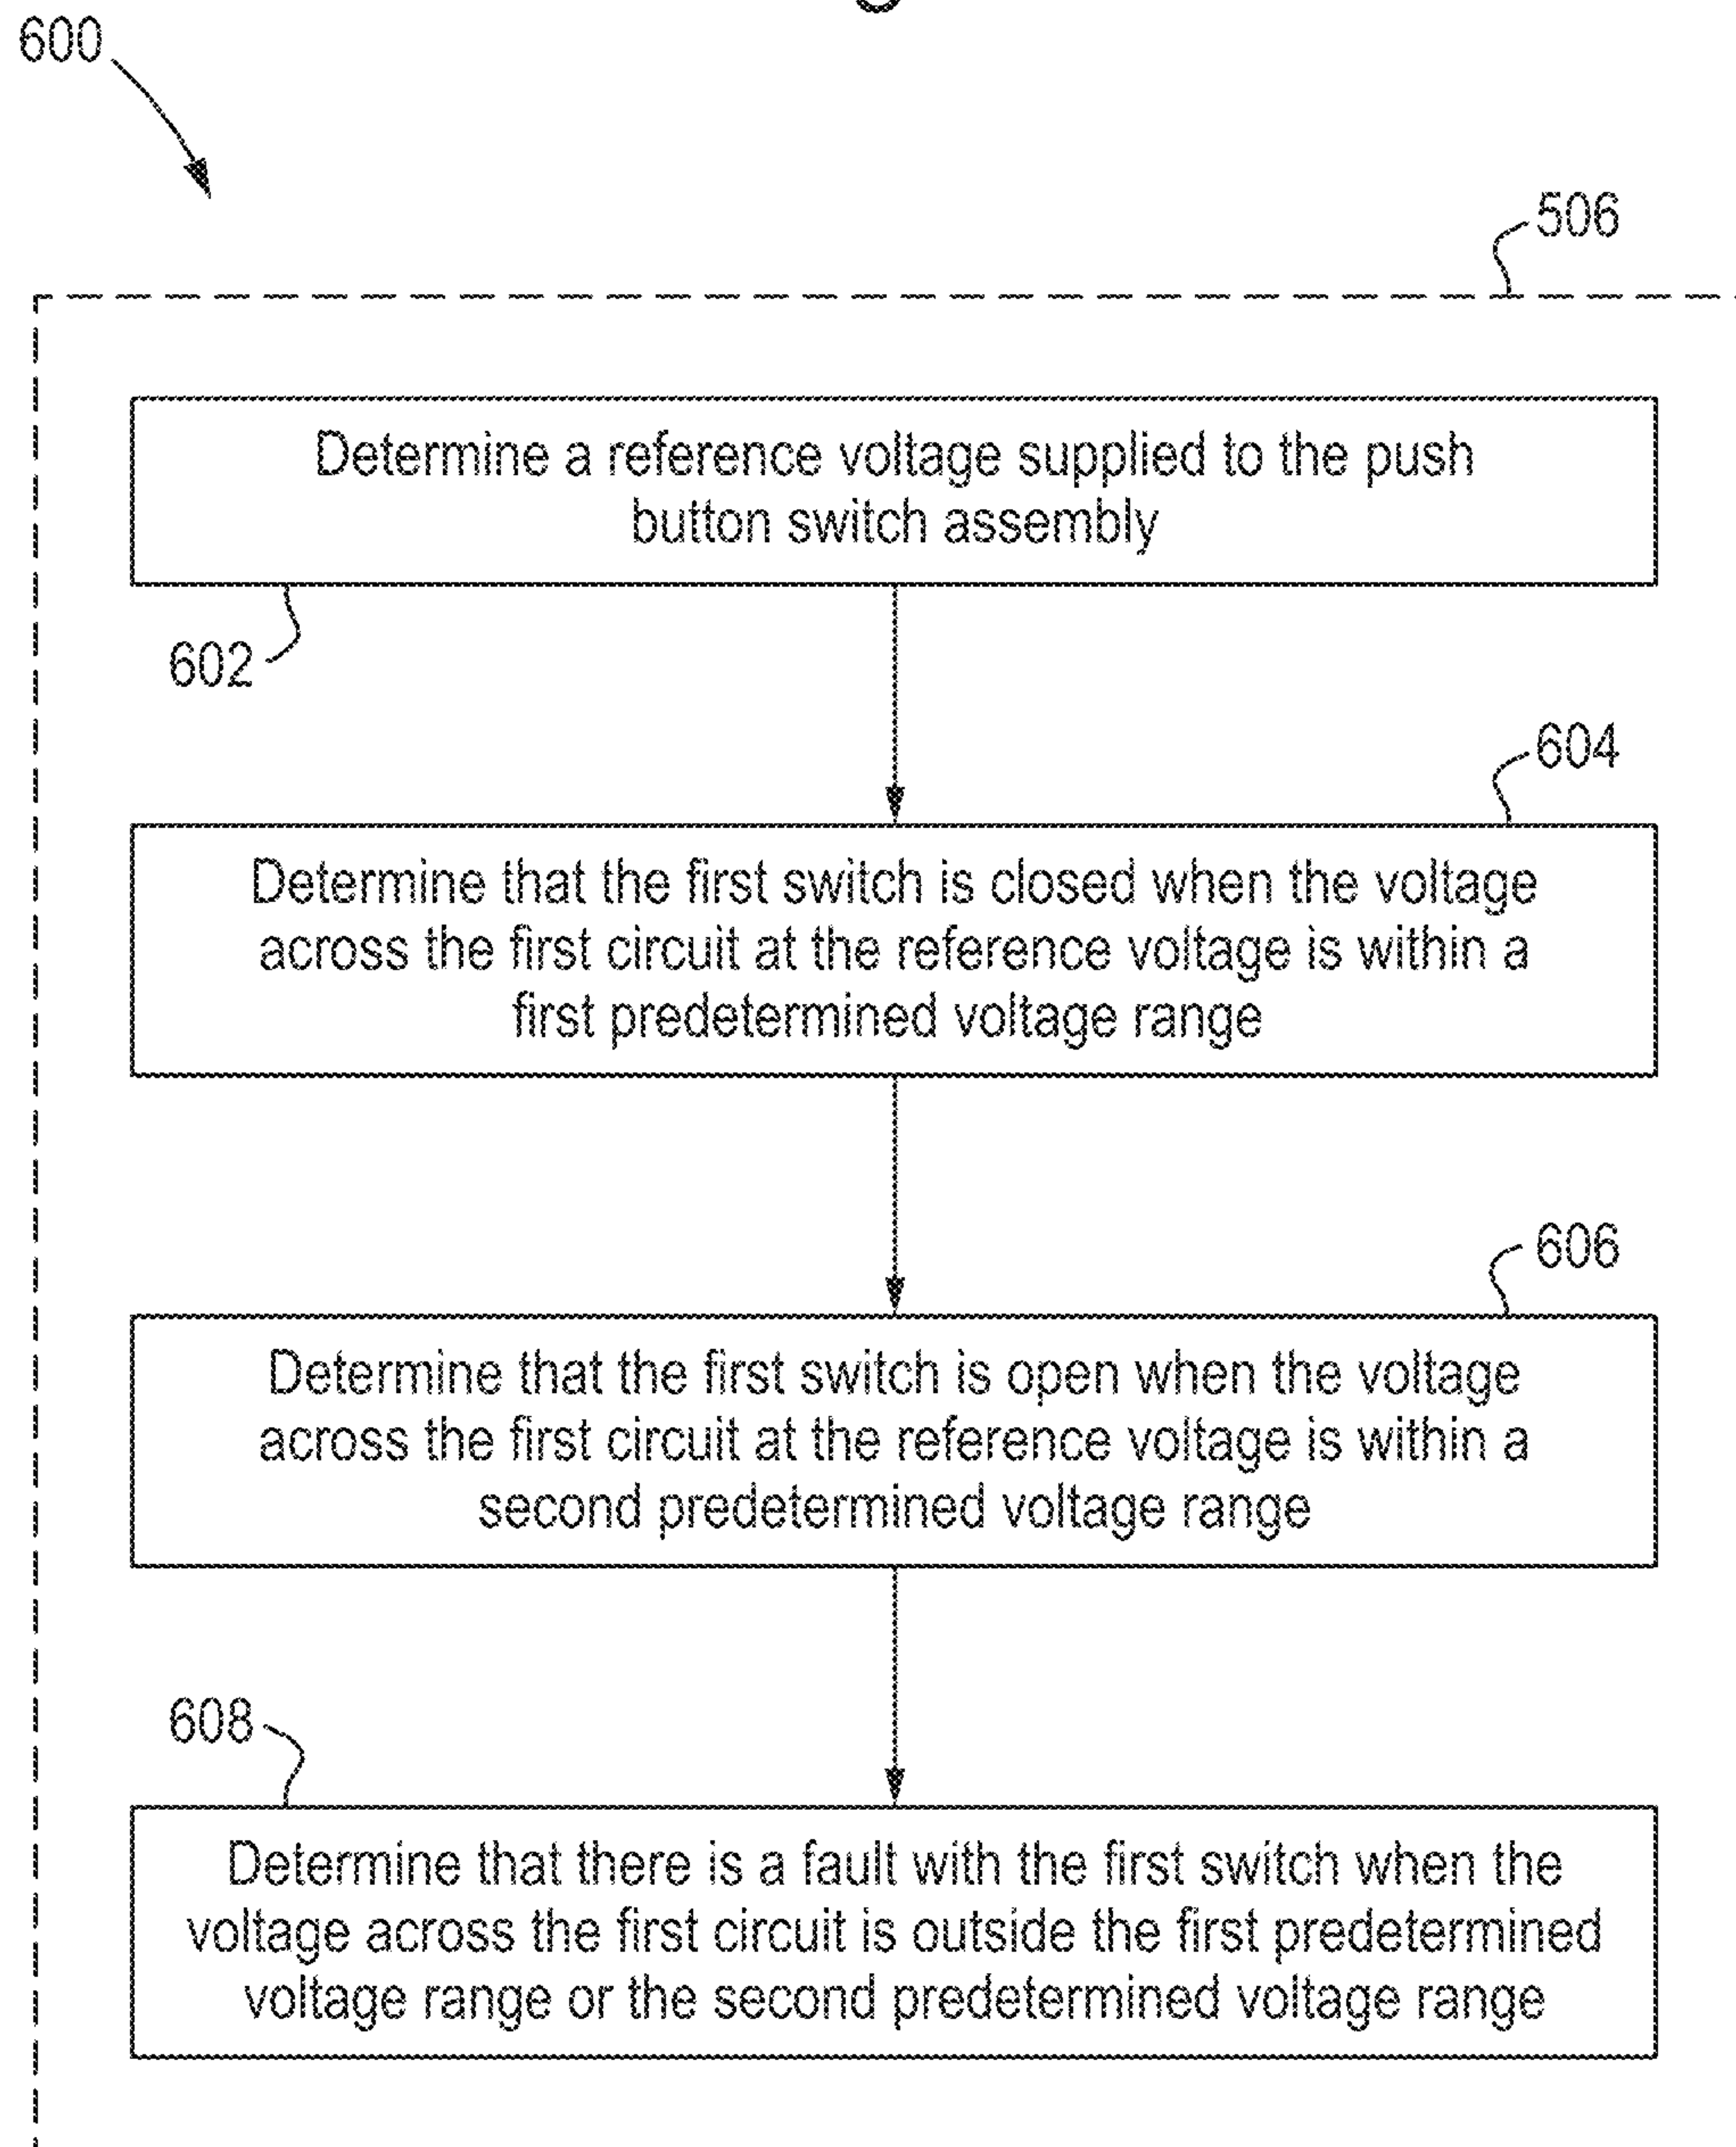 600
506
Determine a reference voltage supplied to the push
button switch assembly
602
604
Determine that the first switch is closed when the voltage
across the first circuit at the reference voltage is within a
first predetermined voltage range
606
Determine that the first switch is open when the voltage
across the first circuit at the reference voltage is within a
second predetermined voltage range
608
Determine that there is a fault with the first switch when the
voltage across the first circuit is outside the first predetermined
voltage range or the second predetermined voltage range